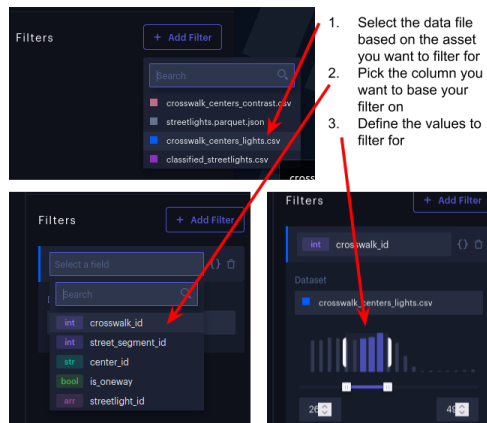 Filters
+ Add Filter
Search
crosswalk_centers_contrast.csv
streetlights.parquet.json
crosswalk_centers_lights.csv
classified_streetlights.csv
cross
1. Select the data file
based on the asset
you want to filter for
2. Pick the column you
want to base your
filter on
3. Define the values to
filter for
Filters
+ Add Filter
Select a field
{}
Search
int crosswalk_id
int street_segment_id
str center_id
bool is_oneway
arr streetlight_id
Filters
+ Add Filter
int crosswalk_id
{}
Dataset
crosswalk_centers_lights.csv
26
49